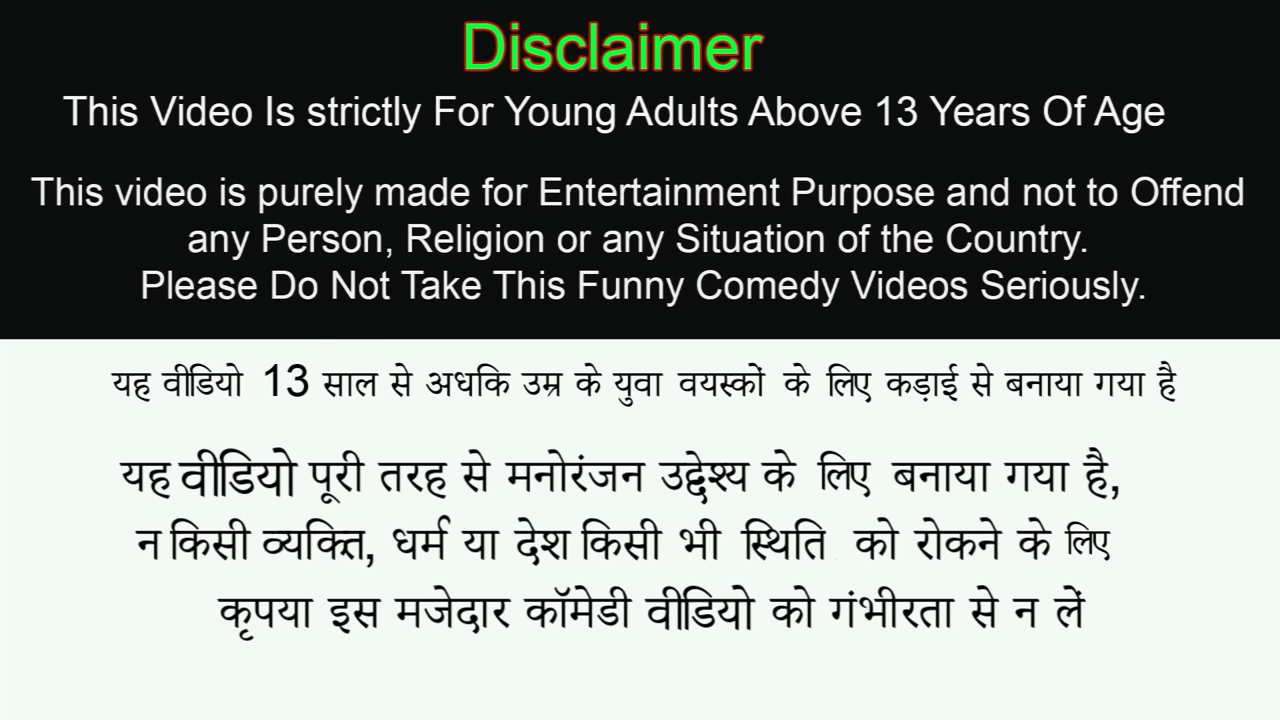 Disclaimer
This Video Is strictly For Young Adults Above 13 Years Of Age
This video is purely made for Entertainment Purpose and not to Offend
any Person, Religion or any Situation of the Country.
Please Do Not Take This Funny Comedy Videos Seriously.
यह वीडियो 13 साल से अधकि उम्र के युवा वयस्कों के लिए कड़ाई से बनाया गया है
यह वीडियो पूरी तरह से मनोरंजन उद्देश्य के लिए बनाया गया है,
न किसी व्यक्ति, धर्म या देश किसी भी स्थिति को रोकने के लिए
कृपया इस मजेदार कॉमेडी वीडियो को गंभीरता से न लें